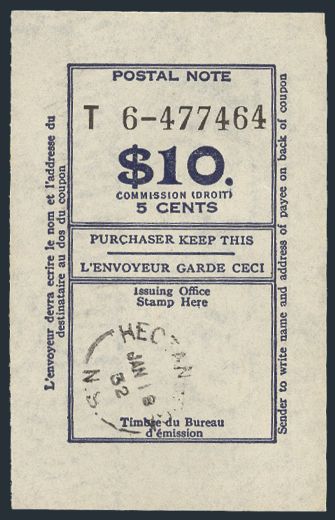 POSTAL NOTE
T 6-477464
$10.
COMMISSION (DROIT)
5 CENTS
PURCHASER KEEP THIS
L'ENVOYEUR GARDE CECI
Issuing Office
Stamp Here
JAN 18
32
N.S.
Timbre du Bureau
d'émission
L'envoyeur devra ecrire le nom et l'addresse du
destinataire au dos du coupon
Sender to write name and address of payee on back of coupon